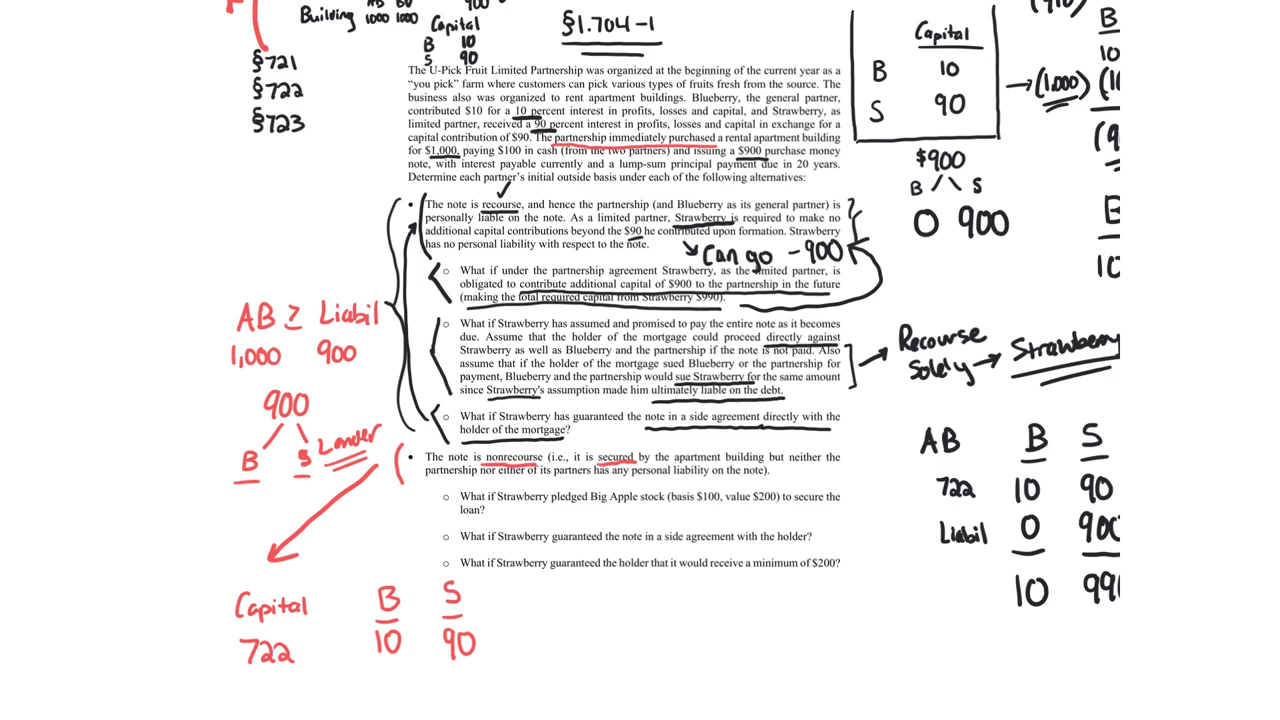 Building 1000 1000
Capital
B 10
S 90
§1.704-1
§721
§722
§723
The U-Pick Fruit Limited Partnership was organized at the beginning of the current year as a
“you pick” farm where customers can pick various types of fruits fresh from the source. The
business also was organized to rent apartment buildings. Blueberry, the general partner,
contributed $10 for a 10 percent interest in profits, losses and capital, and Strawberry, as
limited partner, received a 90 percent interest in profits, losses and capital in exchange for a
capital contribution of $90. The partnership immediately purchased a rental apartment building
for $1,000, paying $100 in cash (from the two partners) and issuing a $900 purchase money
note, with interest payable currently and a lump-sum principal payment due in 20 years.
Determine each partner’s initial outside basis under each of the following alternatives:
• The note is recourse, and hence the partnership (and Blueberry as its general partner) is
personally liable on the note. As a limited partner, Strawberry is required to make no
additional capital contributions beyond the $90 he contributed upon formation. Strawberry
has no personal liability with respect to the note.
Can go -900
o What if under the partnership agreement Strawberry, as the limited partner, is
obligated to contribute additional capital of $900 to the partnership in the future
(making the total required capital from Strawberry $990).
o What if Strawberry has assumed and promised to pay the entire note as it becomes
due. Assume that the holder of the mortgage could proceed directly against
Strawberry as well as Blueberry and the partnership if the note is not paid. Also
assume that if the holder of the mortgage sued Blueberry or the partnership for
payment, Blueberry and the partnership would sue Strawberry for the same amount
since Strawberry’s assumption made him ultimately liable on the debt.
o What if Strawberry has guaranteed the note in a side agreement directly with the
holder of the mortgage?
• The note is nonrecourse (i.e., it is secured by the apartment building but neither the
partnership nor either of its partners has any personal liability on the note).
o What if Strawberry pledged Big Apple stock (basis $100, value $200) to secure the
loan?
o What if Strawberry guaranteed the note in a side agreement with the holder?
o What if Strawberry guaranteed the holder that it would receive a minimum of $200?
AB ≥ Liabil
1,000 900
900
B S
Lander
Capital B S
722 10 90
Capital
B 10
S 90
→ (1,000)
$900
B S
0 900
B
10
B
10
Recourse
Solely → Strawberry
AB B S
722 10 90
Liabil 0 900
10 990